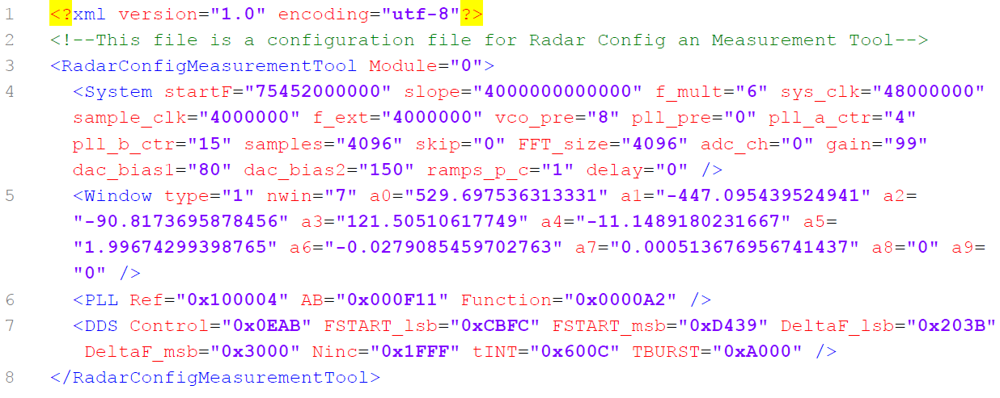 1 <?xml version="1.0" encoding="utf-8"?>
2 <!--This file is a configuration file for Radar Config an Measurement Tool-->
3 <RadarConfigMeasurementTool Module="0">
4 <System startF="75452000000" slope="4000000000000" f_mult="6" sys_clk="48000000"
sample_clk="4000000" f_ext="4000000" vco_pre="8" pll_pre="0" pll_a_ctr="4"
pll_b_ctr="15" samples="4096" skip="0" FFT_size="4096" adc_ch="0" gain="99"
dac_bias1="80" dac_bias2="150" ramps_p_c="1" delay="0" />
5 <Window type="1" nwin="7" a0="529.697536313331" a1="-447.095439524941" a2=
"-90.8173695878456" a3="121.50510617749" a4="-11.1489180231667" a5=
"1.99674299398765" a6="-0.0279085459702763" a7="0.000513676956741437" a8="0" a9=
"0" />
6 <PLL Ref="0x100004" AB="0x000F11" Function="0x0000A2" />
7 <DDS Control="0x0EAB" FSTART_lsb="0xCBFC" FSTART_msb="0xD439" DeltaF_lsb="0x203B"
DeltaF_msb="0x3000" Ninc="0x1FFF" tINT="0x600C" TBURST="0xA000" />
8 </RadarConfigMeasurementTool>